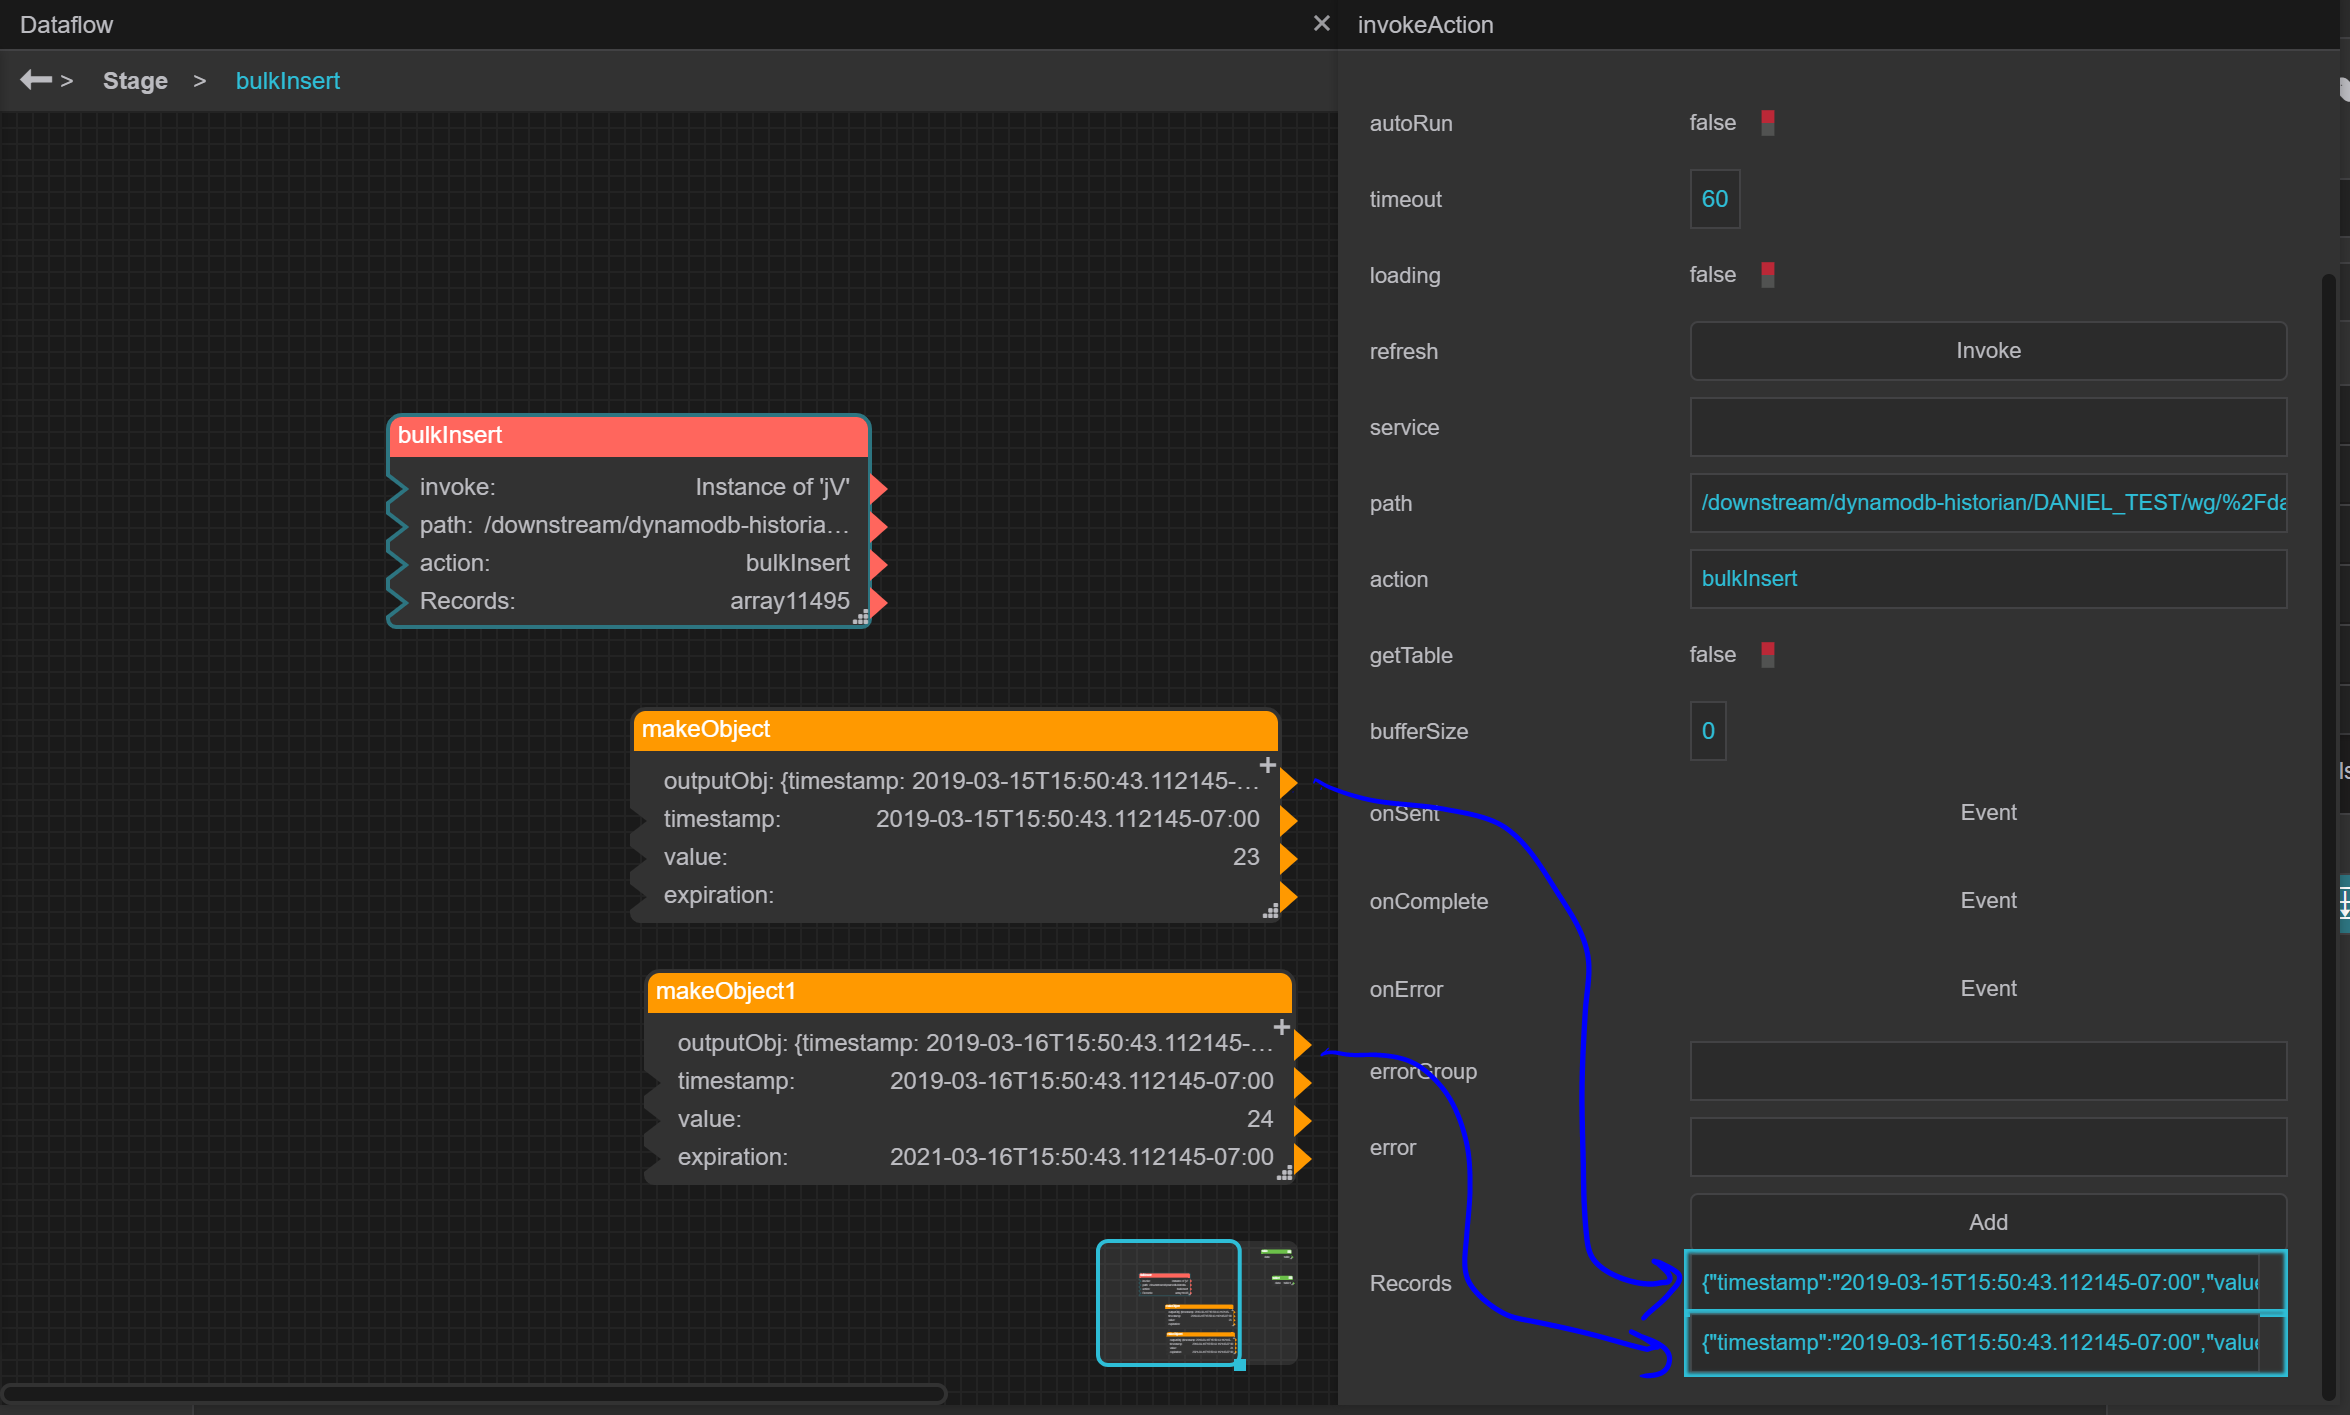 Dataflow
> Stage > bulkInsert
bulkInsert
invoke: Instance of 'jV'
path: /downstream/dynamodb-historia...
action: bulkInsert
Records: array11495
makeObject
outputObj: {timestamp: 2019-03-15T15:50:43.112145-...
timestamp: 2019-03-15T15:50:43.112145-07:00
value: 23
expiration:
makeObject1
outputObj: {timestamp: 2019-03-16T15:50:43.112145-...
timestamp: 2019-03-16T15:50:43.112145-07:00
value: 24
expiration: 2021-03-16T15:50:43.112145-07:00
invokeAction
autoRun false
timeout 60
loading false
refresh Invoke
service
path /downstream/dynamodb-historian/DANIEL_TEST/wg/%2Fda
action bulkInsert
getTable false
bufferSize 0
onSent Event
onComplete Event
onError Event
errorGroup
error
Add
Records {"timestamp":"2019-03-15T15:50:43.112145-07:00","value
{"timestamp":"2019-03-16T15:50:43.112145-07:00","value